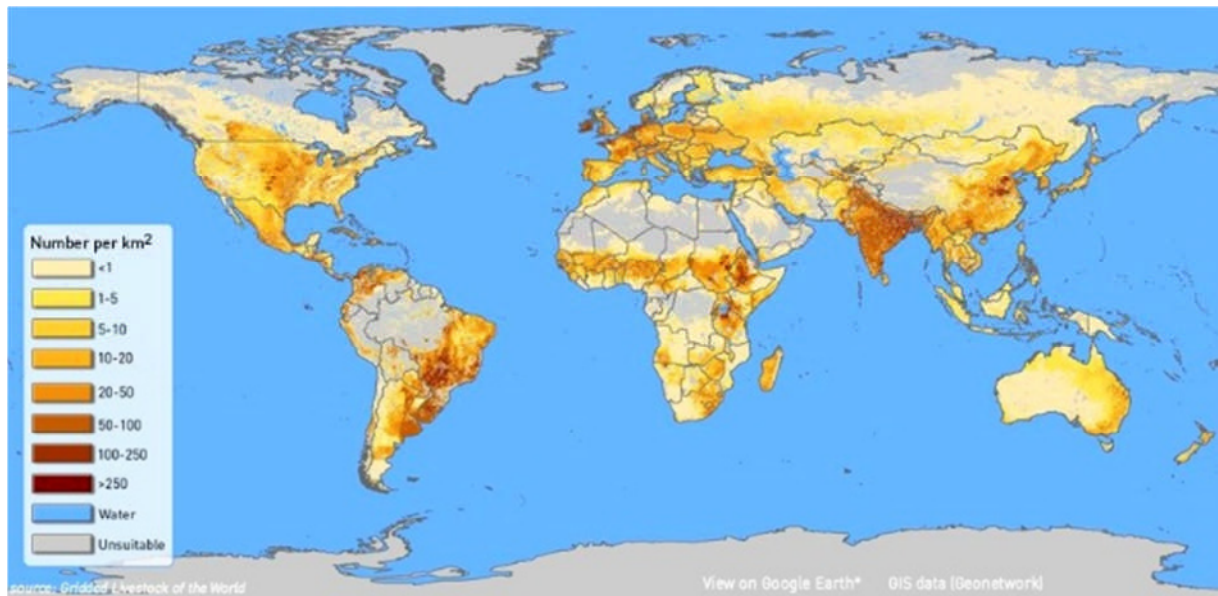 Number per km²
<1
1-5
5-10
10-20
20-50
50-100
100-250
>250
Water
Unsuitable
source: Gridded Livestock of the World
View on Google Earth* GIS data (Geonetwork)